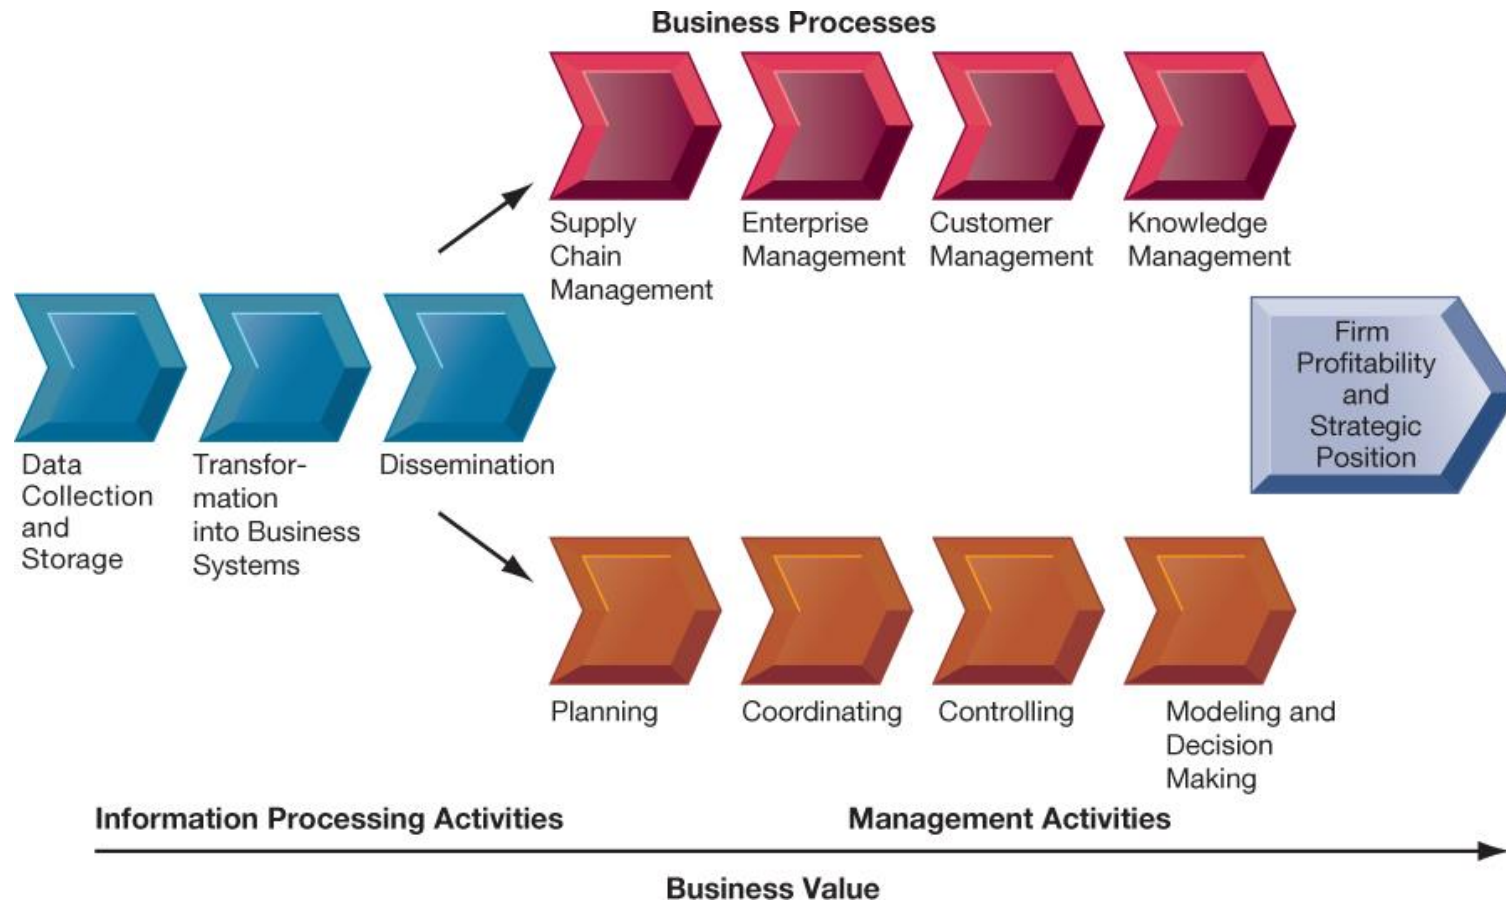 Business Processes
Supply
Chain
Management
Enterprise
Management
Customer
Management
Knowledge
Management
Data
Collection
and
Storage
Transfor-
mation
into Business
Systems
Dissemination
Firm
Profitability
and
Strategic
Position
Planning
Coordinating
Controlling
Modeling and
Decision
Making
Information Processing Activities
Management Activities
Business Value